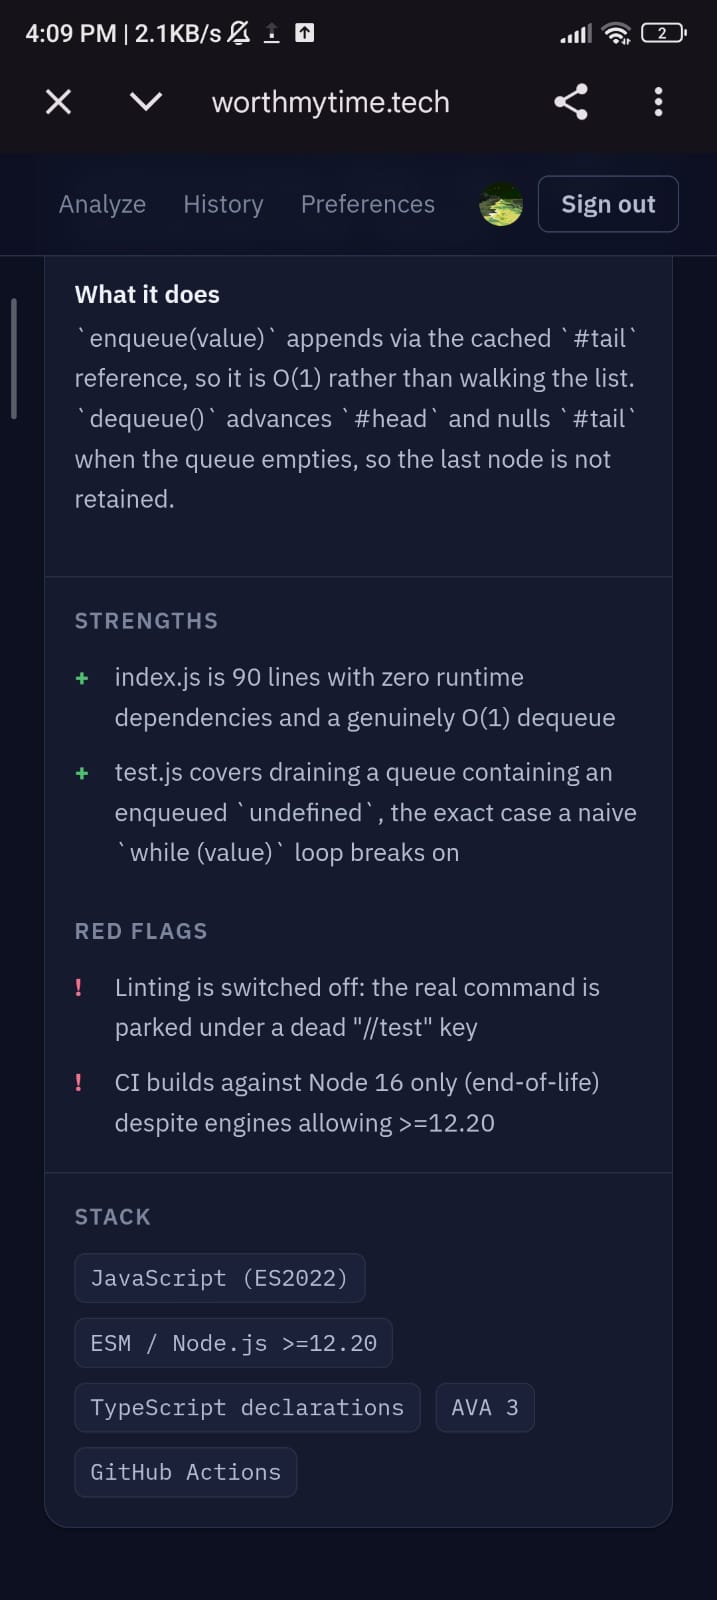 4:09 PM | 2.1KB/s
2
worthmytime.tech
Analyze History Preferences Sign out
What it does
`enqueue(value)` appends via the cached `#tail`
reference, so it is O(1) rather than walking the list.
`dequeue()` advances `#head` and nulls `#tail`
when the queue empties, so the last node is not
retained.
STRENGTHS
+ index.js is 90 lines with zero runtime
dependencies and a genuinely O(1) dequeue
+ test.js covers draining a queue containing an
enqueued `undefined`, the exact case a naive
`while (value)` loop breaks on
RED FLAGS
! Linting is switched off: the real command is
parked under a dead "//test" key
! CI builds against Node 16 only (end-of-life)
despite engines allowing >=12.20
STACK
JavaScript (ES2022)
ESM / Node.js >=12.20
TypeScript declarations AVA 3
GitHub Actions